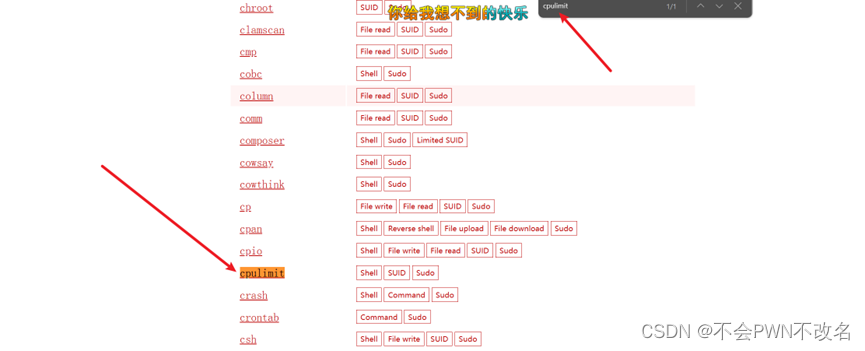 chroot SUID
你给我想不到的快乐
cpulimit 1/1
clamscan File read SUID Sudo
cmp File read SUID Sudo
cobc Shell Sudo
column File read SUID Sudo
comm File read SUID Sudo
composer Shell Sudo Limited SUID
cowsay Shell Sudo
cowthink Shell Sudo
cp File write File read SUID Sudo
cpan Shell Reverse shell File upload File download Sudo
cpio Shell File write File read SUID Sudo
cpulimit Shell SUID Sudo
crash Shell Command Sudo
crontab Command Sudo
csh Shell File write SUID Sudo
CSDN @不会PWN不改名